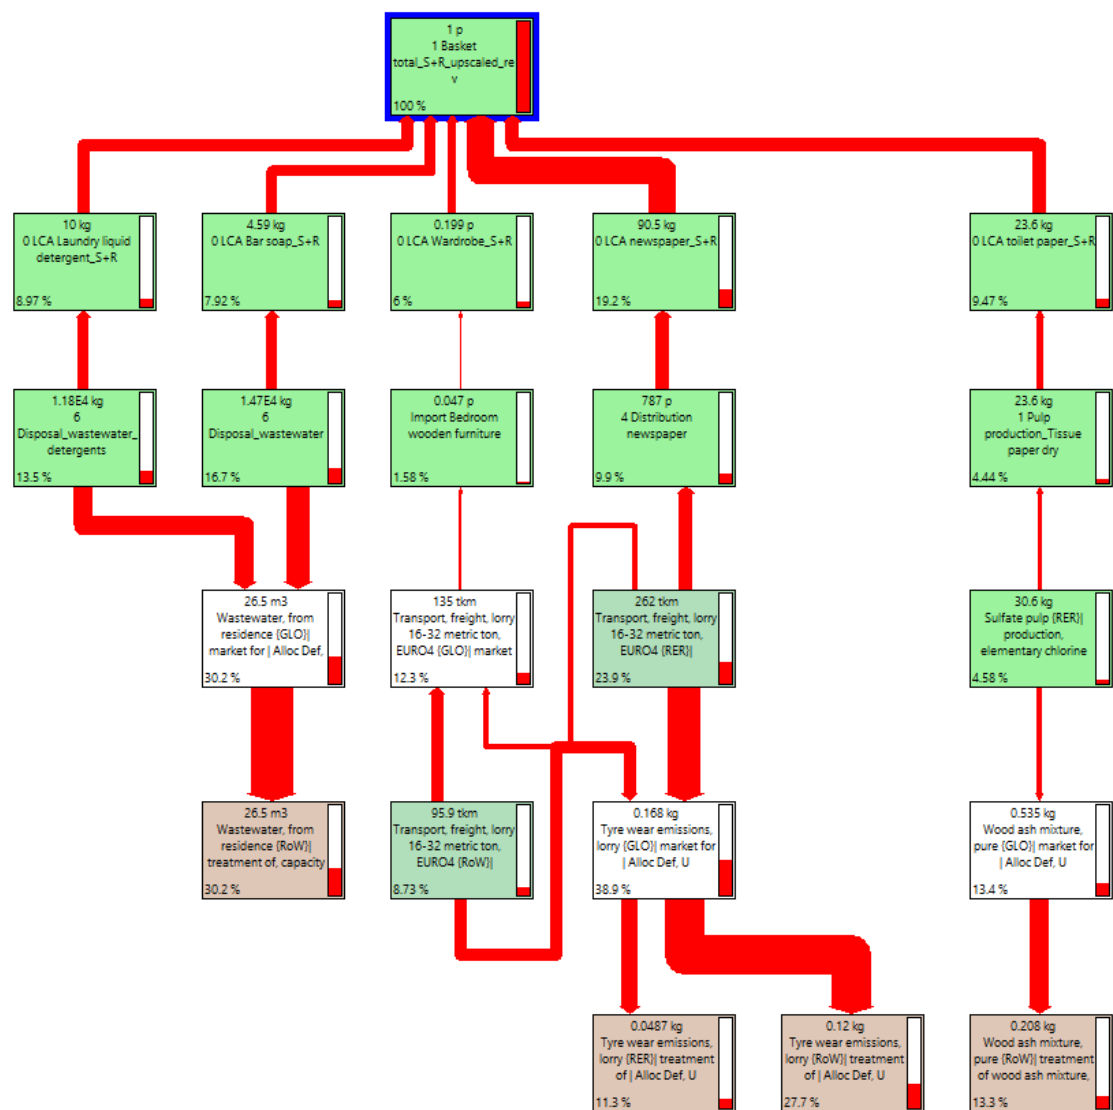 1 p
1 Basket
total_S+R_upscaled_re
v
100 %
10 kg
0 LCA Laundry liquid
detergent_S+R
8.97 %
4.59 kg
0 LCA Bar soap_S+R
7.92 %
0.199 p
0 LCA Wardrobe_S+R
6 %
90.5 kg
0 LCA newspaper_S+R
19.2 %
23.6 kg
0 LCA toilet paper_S+R
9.47 %
1.18E4 kg
6
Disposal_wastewater_
detergents
13.5 %
1.47E4 kg
6
Disposal_wastewater
16.7 %
0.047 p
Import Bedroom
wooden furniture
1.58 %
787 p
4 Distribution
newspaper
9.9 %
23.6 kg
1 Pulp
production_Tissue
paper dry
4.44 %
26.5 m3
Wastewater, from
residence {GLO}|
market for | Alloc Def,
30.2 %
135 tkm
Transport, freight, lorry
16-32 metric ton,
EURO4 {GLO}| market
12.3 %
262 tkm
Transport, freight, lorry
16-32 metric ton,
EURO4 {RER}|
23.9 %
30.6 kg
Sulfate pulp {RER}|
production,
elementary chlorine
4.58 %
26.5 m3
Wastewater, from
residence {RoW}|
treatment of, capacity
30.2 %
95.9 tkm
Transport, freight, lorry
16-32 metric ton,
EURO4 {RoW}|
8.73 %
0.168 kg
Tyre wear emissions,
lorry {GLO}| market for
| Alloc Def, U
38.9 %
0.535 kg
Wood ash mixture,
pure {GLO}| market for
| Alloc Def, U
13.4 %
0.0487 kg
Tyre wear emissions,
lorry {RER}| treatment
of | Alloc Def, U
11.3 %
0.12 kg
Tyre wear emissions,
lorry {RoW}| treatment
of | Alloc Def, U
27.7 %
0.208 kg
Wood ash mixture,
pure {RoW}| treatment
of wood ash mixture,
13.3 %